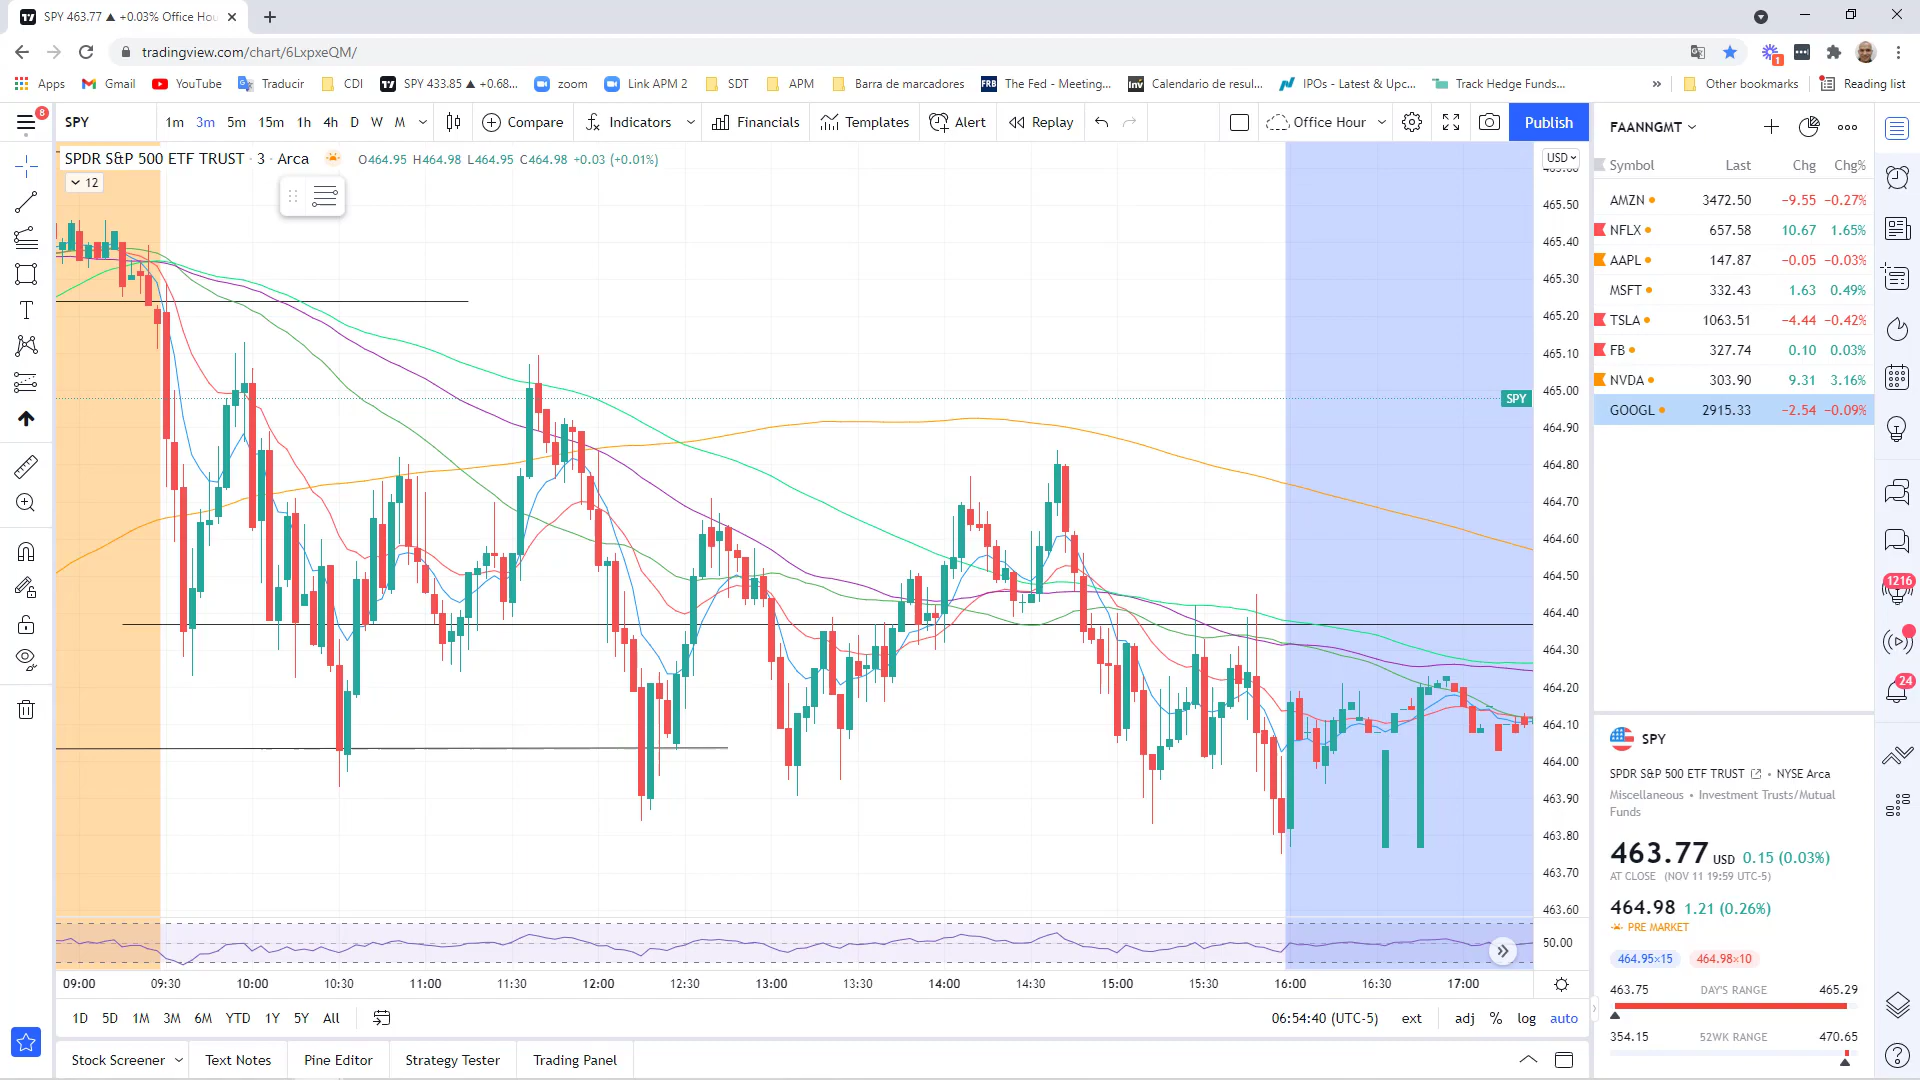 SPY 463.77 ▲ +0.03% Office Hou
tradingview.com/chart/6LxpxeQM/
Apps Gmail YouTube Traducir CDI SPY 433.85 ▲ +0.68... zoom Link APM 2 SDT APM Barra de marcadores The Fed - Meeting... Calendario de resul... IPOs - Latest & Upc... Track Hedge Funds... » Other bookmarks Reading list
8
SPY 1m 3m 5m 15m 1h 4h D W M Compare Indicators Financials Templates Alert Replay Office Hour Publish
SPDR S&P 500 ETF TRUST · 3 · Arca O464.95 H464.98 L464.95 C464.98 +0.03 (+0.01%)
12
USD
465.50
465.40
465.30
465.20
465.10
465.00
SPY
464.90
464.80
464.70
464.60
464.50
464.40
464.30
464.20
464.10
464.00
463.90
463.80
463.70
463.60
50.00
09:00 09:30 10:00 10:30 11:00 11:30 12:00 12:30 13:00 13:30 14:00 14:30 15:00 15:30 16:00 16:30 17:00
1D 5D 1M 3M 6M YTD 1Y 5Y All 06:54:40 (UTC-5) ext adj % log auto
Stock Screener Text Notes Pine Editor Strategy Tester Trading Panel
FAANNGMT
Symbol Last Chg Chg%
AMZN 3472.50 −9.55 −0.27%
NFLX 657.58 10.67 1.65%
AAPL 147.87 −0.05 −0.03%
MSFT 332.43 1.63 0.49%
TSLA 1063.51 −4.44 −0.42%
FB 327.74 0.10 0.03%
NVDA 303.90 9.31 3.16%
GOOGL 2915.33 −2.54 −0.09%
SPY
SPDR S&P 500 ETF TRUST • NYSE Arca
Miscellaneous • Investment Trusts/Mutual
Funds
463.77 USD 0.15 (0.03%)
AT CLOSE (NOV 11 19:59 UTC-5)
464.98 1.21 (0.26%)
PRE MARKET
464.95×15 464.98×10
463.75 DAY'S RANGE 465.29
354.15 52WK RANGE 470.65
1216
24